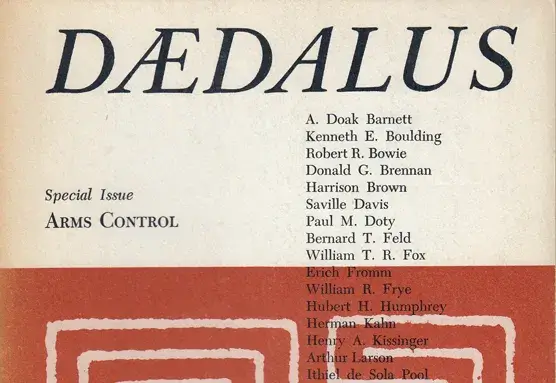 DÆDALUS
Special Issue
ARMS CONTROL
A. Doak Barnett
Kenneth E. Boulding
Robert R. Bowie
Donald G. Brennan
Harrison Brown
Saville Davis
Paul M. Doty
Bernard T. Feld
William T. R. Fox
Erich Fromm
William R. Frye
Hubert H. Humphrey
Herman Kahn
Henry A. Kissinger
Arthur Larson
Ithiel de Sola Pool